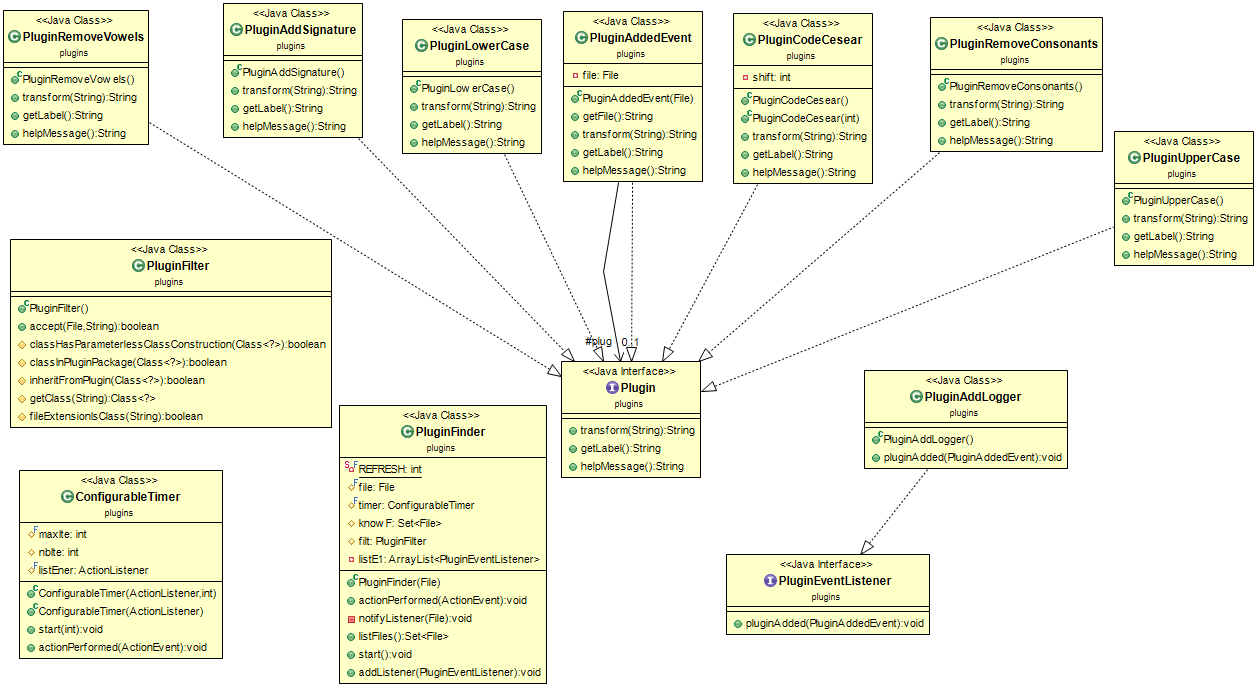 <<Java Class>>
PluginRemoveVowels
plugins
PluginRemoveVowels()
transform(String):String
getLabel():String
helpMessage():String
<<Java Class>>
PluginAddSignature
plugins
PluginAddSignature()
transform(String):String
getLabel():String
helpMessage():String
<<Java Class>>
PluginLowerCase
plugins
PluginLowerCase()
transform(String):String
getLabel():String
helpMessage():String
<<Java Class>>
PluginAddedEvent
plugins
file: File
PluginAddedEvent(File)
getFile():String
transform(String):String
getLabel():String
helpMessage():String
<<Java Class>>
PluginCodeCesear
plugins
shift: int
PluginCodeCesear()
PluginCodeCesear(int)
transform(String):String
getLabel():String
helpMessage():String
<<Java Class>>
PluginRemoveConsonants
plugins
PluginRemoveConsonants()
transform(String):String
getLabel():String
helpMessage():String
<<Java Class>>
PluginUpperCase
plugins
PluginUpperCase()
transform(String):String
getLabel():String
helpMessage():String
<<Java Class>>
PluginFilter
plugins
PluginFilter()
accept(File,String):boolean
classHasParameterlessClassConstruction(Class<?>):boolean
classInPluginPackage(Class<?>):boolean
inheritFromPlugin(Class<?>):boolean
getClass(String):Class<?>
fileExtensionIsClass(String):boolean
#plug 0..1
<<Java Interface>>
Plugin
plugins
transform(String):String
getLabel():String
helpMessage():String
<<Java Class>>
PluginAddLogger
plugins
PluginAddLogger()
pluginAdded(PluginAddedEvent):void
<<Java Class>>
PluginFinder
plugins
REFRESH: int
file: File
timer: ConfigurableTimer
knowF: Set<File>
filt: PluginFilter
listE1: ArrayList<PluginEventListener>
PluginFinder(File)
actionPerformed(ActionEvent):void
notifyListener(File):void
listFiles():Set<File>
start():void
addListener(PluginEventListener):void
<<Java Class>>
ConfigurableTimer
plugins
maxIte: int
nbIte: int
listEner: ActionListener
ConfigurableTimer(ActionListener,int)
ConfigurableTimer(ActionListener)
start(int):void
actionPerformed(ActionEvent):void
<<Java Interface>>
PluginEventListener
plugins
pluginAdded(PluginAddedEvent):void